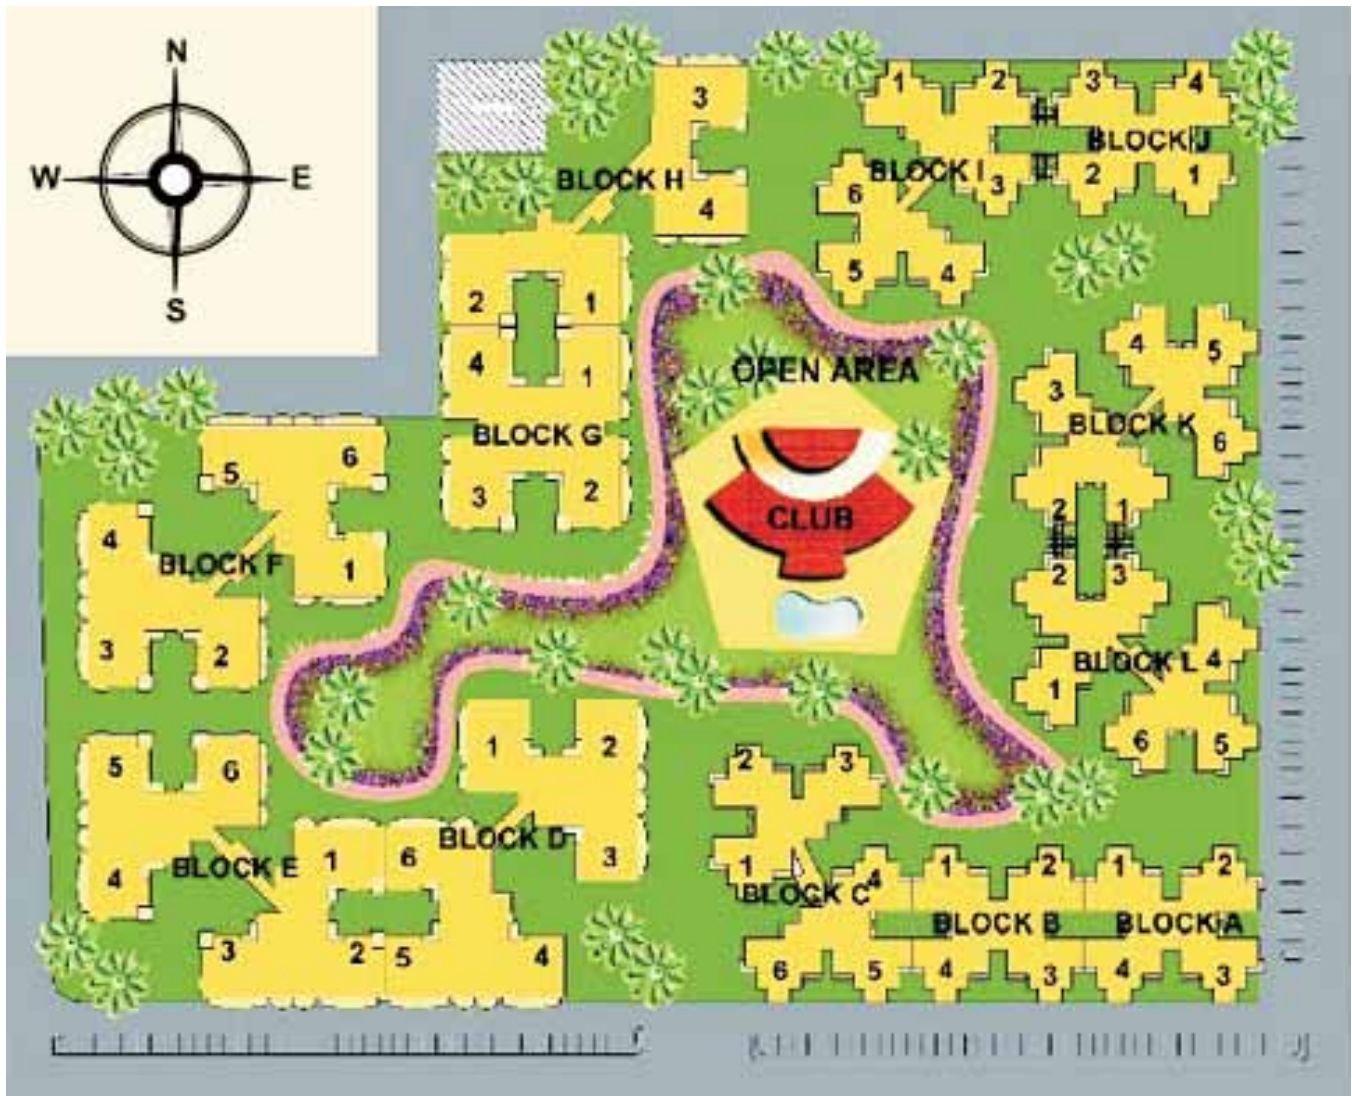 N
W E
S
3
BLOCK H
4
1 2 3 4
BLOCK J
BLOCK I
6 3 2 1
5 4
2 1
4 1
BLOCK G
3 2
OPEN AREA
CLUB
4 5
3
BLOCK K
6
2 1
2 3
BLOCK L
4
1
6 5
5 6
4
BLOCK F
1
3 2
5 6
4
BLOCK E
1 6
3 2 5 4
1 2
BLOCK D
3
2 3
1
BLOCK C
4
6 5
1 2
BLOCK B
4 3
1 2
BLOCK A
4 3